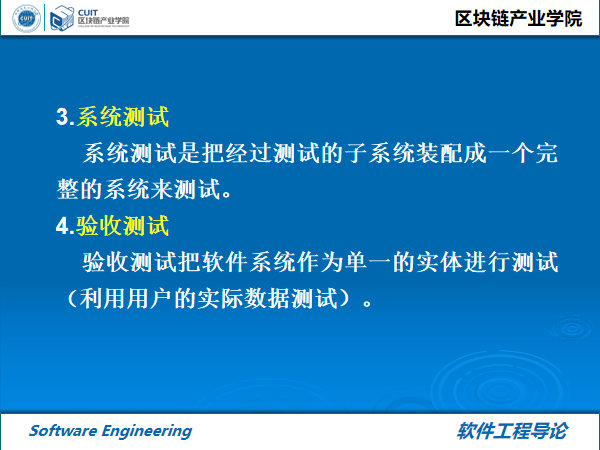 CUIT
区块链产业学院
区块链产业学院
3.系统测试
系统测试是把经过测试的子系统装配成一个完
整的系统来测试。
4.验收测试
验收测试把软件系统作为单一的实体进行测试
（利用用户的实际数据测试）。
Software Engineering
软件工程导论